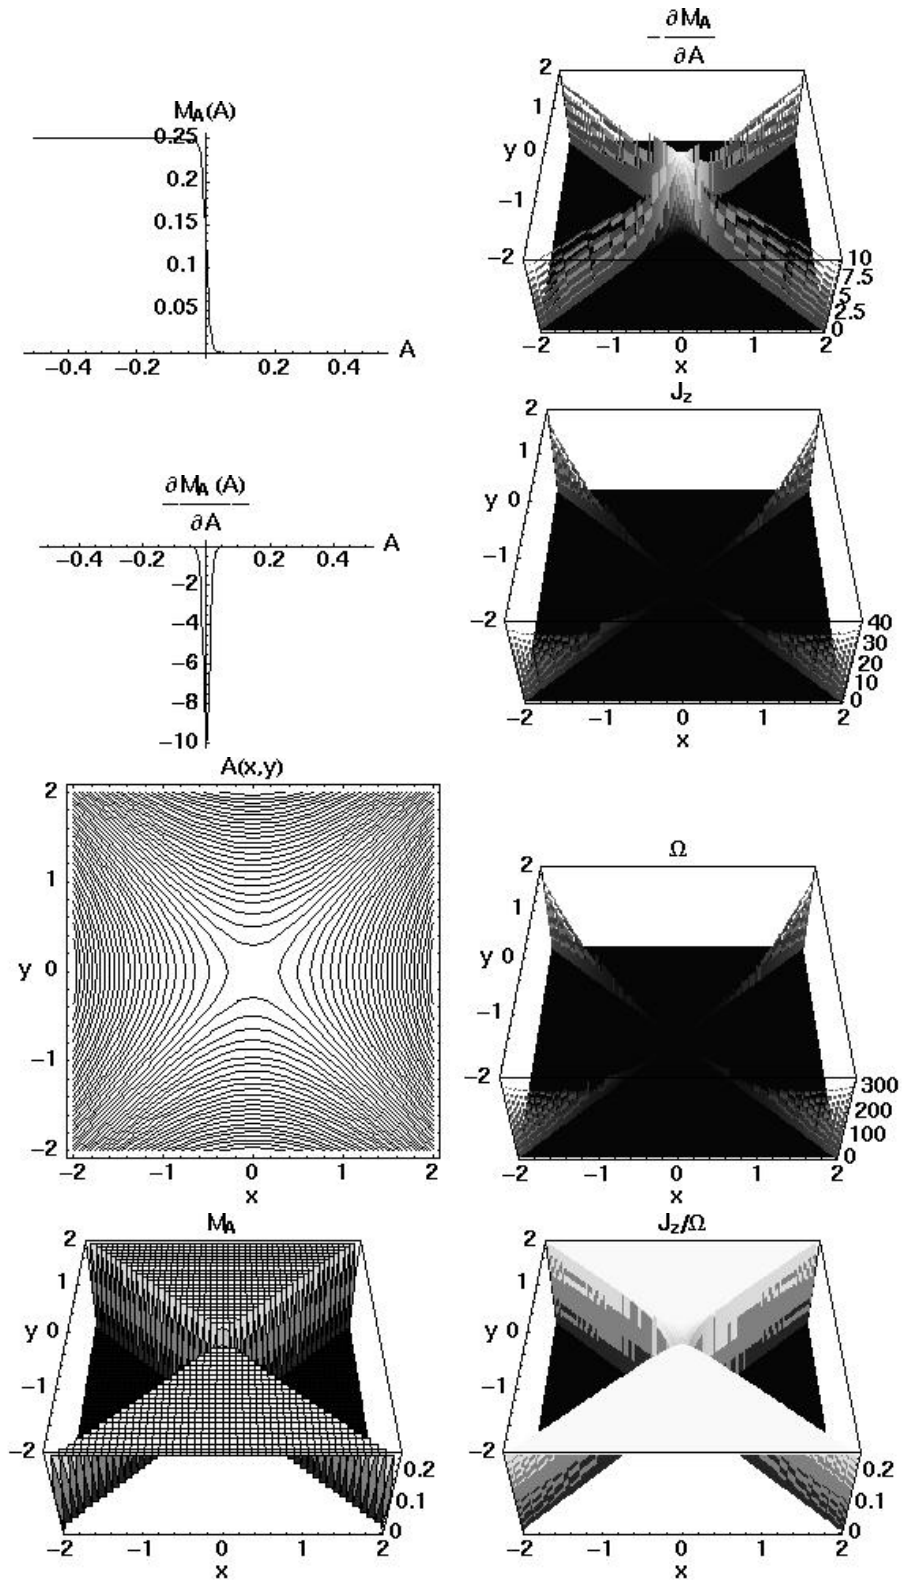 M_A(A)
0.25
0.2
0.15
0.1
0.05
−0.4 −0.2 0.2 0.4 A
∂M_A (A)
∂A
−0.4 −0.2 0.2 0.4 A
−2
−4
−6
−8
−10
A(x,y)
2
1
y 0
−1
−2
−2 −1 0 1 2
x
M_A
2
1
y 0
−1
−2
0.2
0.1
0
−2 −1 0 1 2
x
− ∂M_A
∂A
2
1
y 0
−1
−2
10
7.5
5
2.5
0
−2 −1 0 1 2
x
J_z
2
1
y 0
−1
−2
40
30
20
10
0
−2 −1 0 1 2
x
Ω
2
1
y 0
−1
−2
300
200
100
0
−2 −1 0 1 2
x
J_z/Ω
2
1
y 0
−1
−2
0.2
0.1
0
−2 −1 0 1 2
x